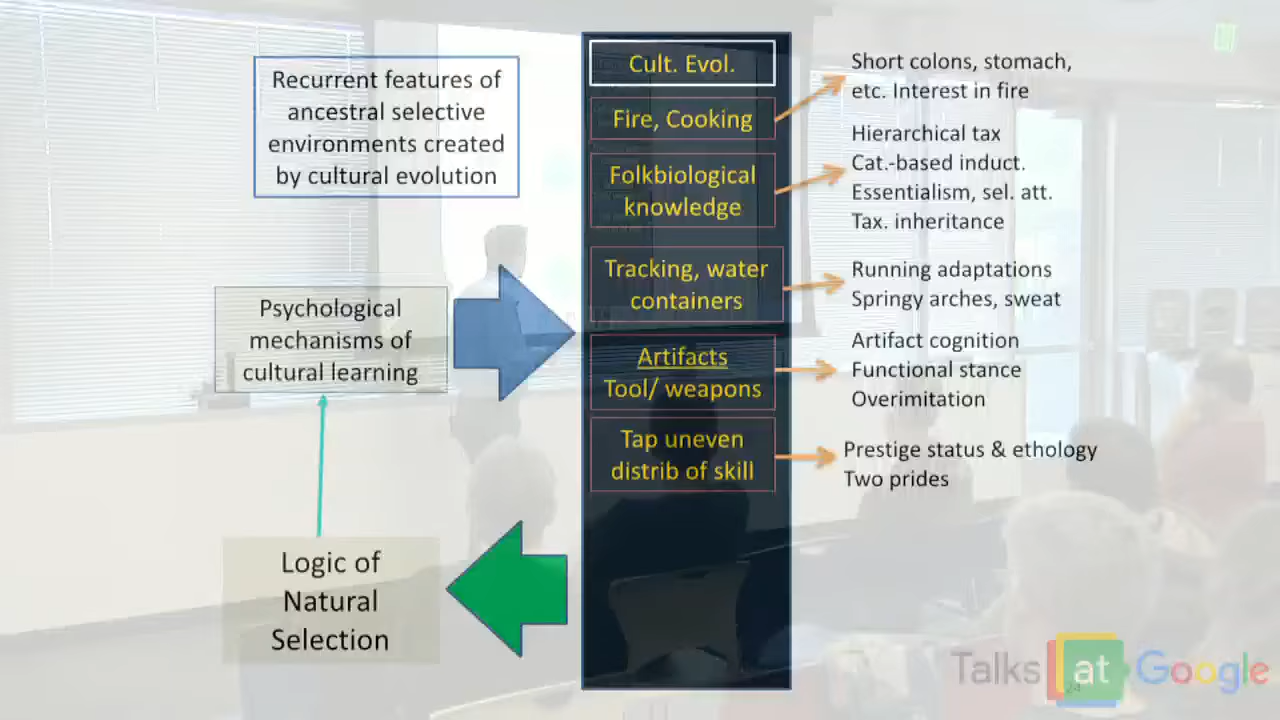 Recurrent features of
ancestral selective
environments created
by cultural evolution
Psychological
mechanisms of
cultural learning
Logic of
Natural
Selection
Cult. Evol.
Fire, Cooking
Folkbiological
knowledge
Tracking, water
containers
Artifacts
Tool/ weapons
Tap uneven
distrib of skill
Short colons, stomach,
etc. Interest in fire
Hierarchical tax
Cat.-based induct.
Essentialism, sel. att.
Tax. inheritance
Running adaptations
Springy arches, sweat
Artifact cognition
Functional stance
Overimitation
Prestige status & ethology
Two prides
Talks at Google
24